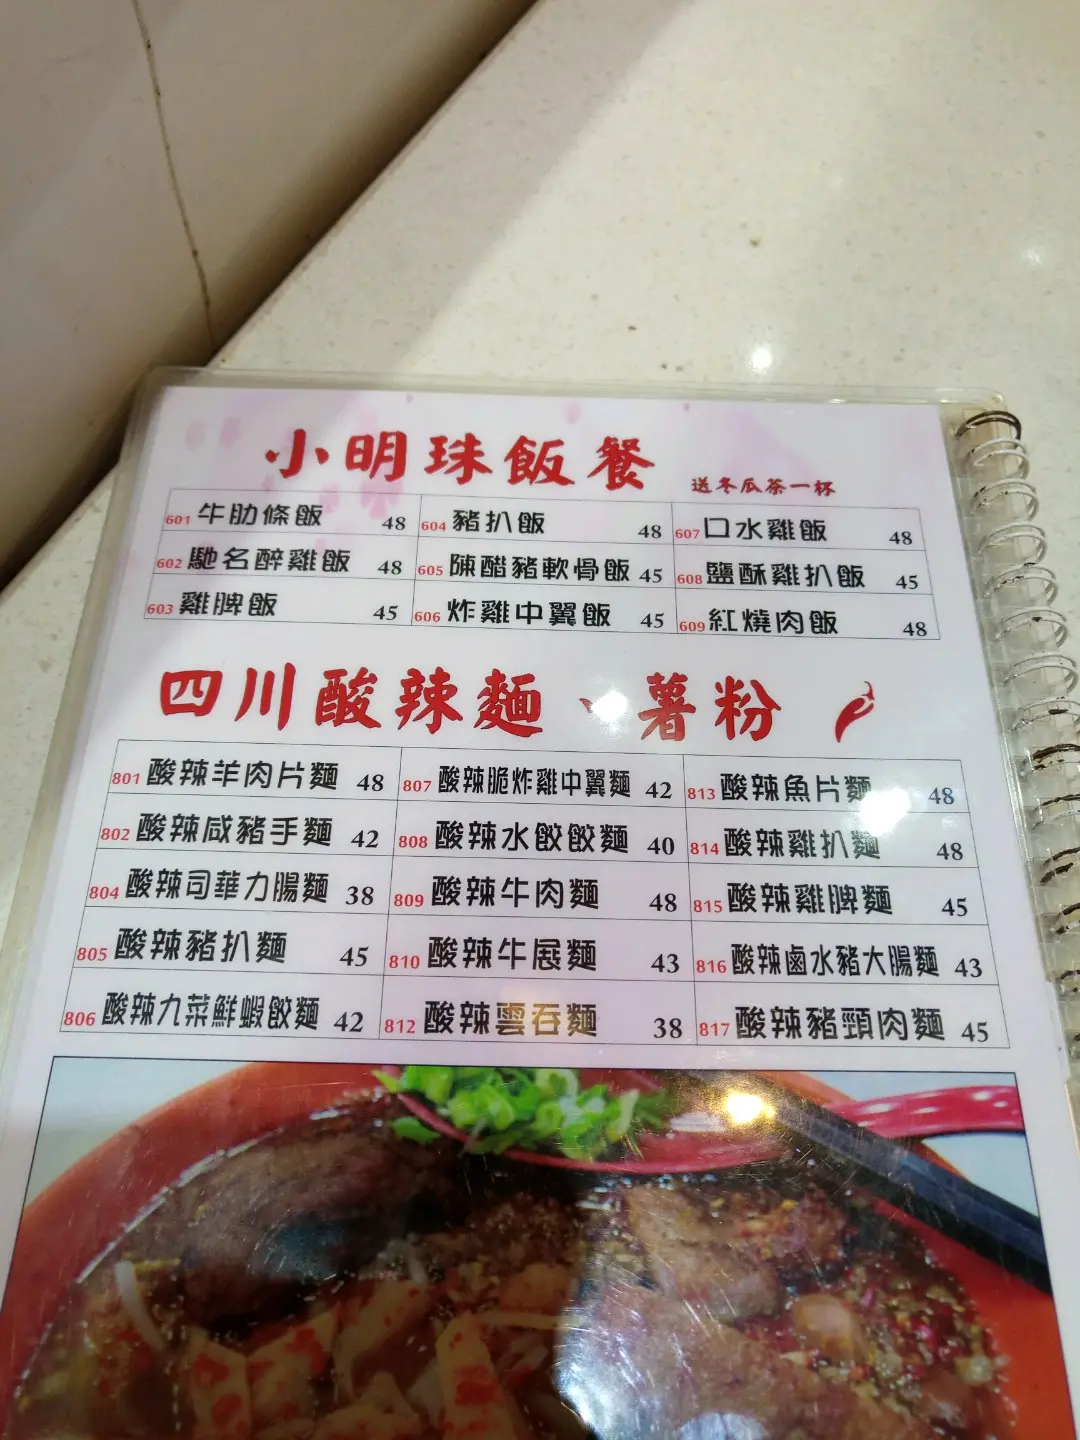 小明珠飯餐 送冬瓜茶一杯
601 牛肋條飯 48 604 豬扒飯 48 607 口水雞飯 48
602 馳名醉雞飯 48 605 陳醋豬軟骨飯 45 608 鹽酥雞扒飯 45
603 雞脾飯 45 606 炸雞中翼飯 45 609 紅燒肉飯 48
四川酸辣麵、薯粉
801 酸辣羊肉片麵 48 807 酸辣脆炸雞中翼麵 42 813 酸辣魚片麵 48
802 酸辣咸豬手麵 42 808 酸辣水餃餃麵 40 814 酸辣雞扒麵 48
804 酸辣司華力腸麵 38 809 酸辣牛肉麵 48 815 酸辣雞脾麵 45
805 酸辣豬扒麵 45 810 酸辣牛展麵 43 816 酸辣鹵水豬大腸麵 43
806 酸辣九菜鮮蝦餃麵 42 812 酸辣雲吞麵 38 817 酸辣豬頸肉麵 45